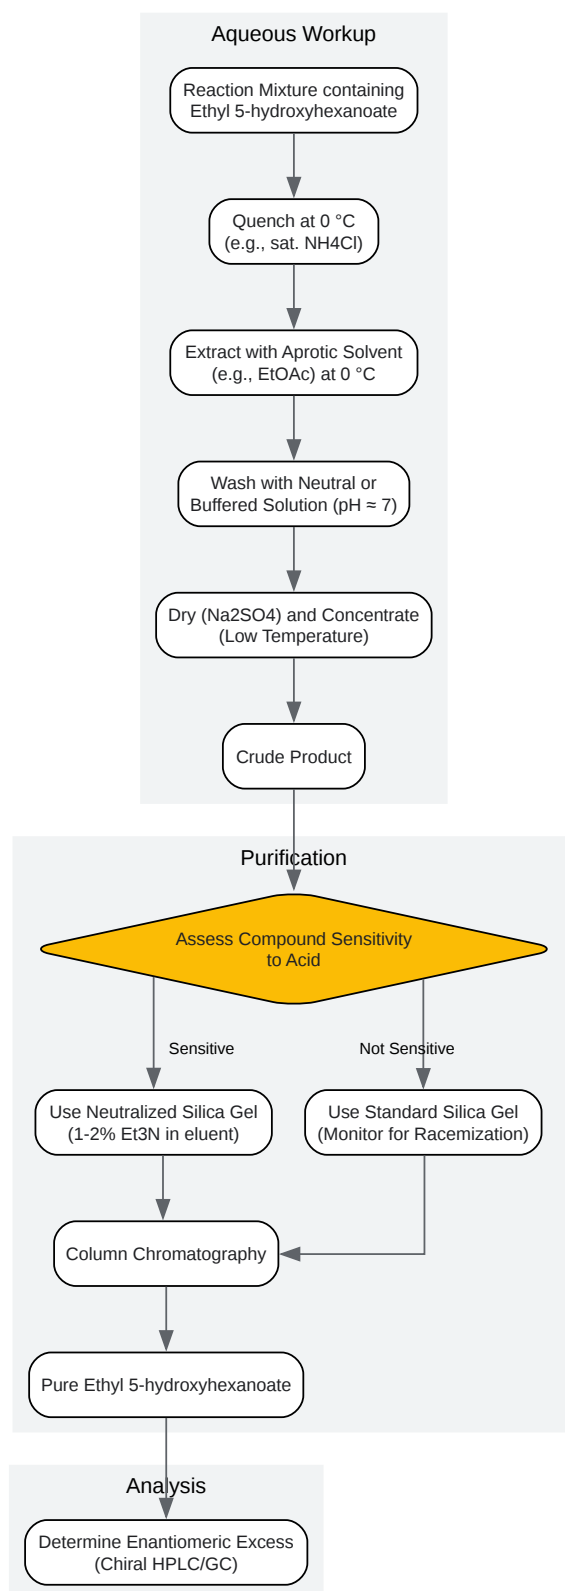 Aqueous Workup
Reaction Mixture containing
Ethyl 5-hydroxyhexanoate
Quench at 0 °C
(e.g., sat. NH4Cl)
Extract with Aprotic Solvent
(e.g., EtOAc) at 0 °C
Wash with Neutral or
Buffered Solution (pH ≈ 7)
Dry (Na2SO4) and Concentrate
(Low Temperature)
Crude Product
Purification
Assess Compound Sensitivity
to Acid
Sensitive
Not Sensitive
Use Neutralized Silica Gel
(1-2% Et3N in eluent)
Use Standard Silica Gel
(Monitor for Racemization)
Column Chromatography
Pure Ethyl 5-hydroxyhexanoate
Analysis
Determine Enantiomeric Excess
(Chiral HPLC/GC)